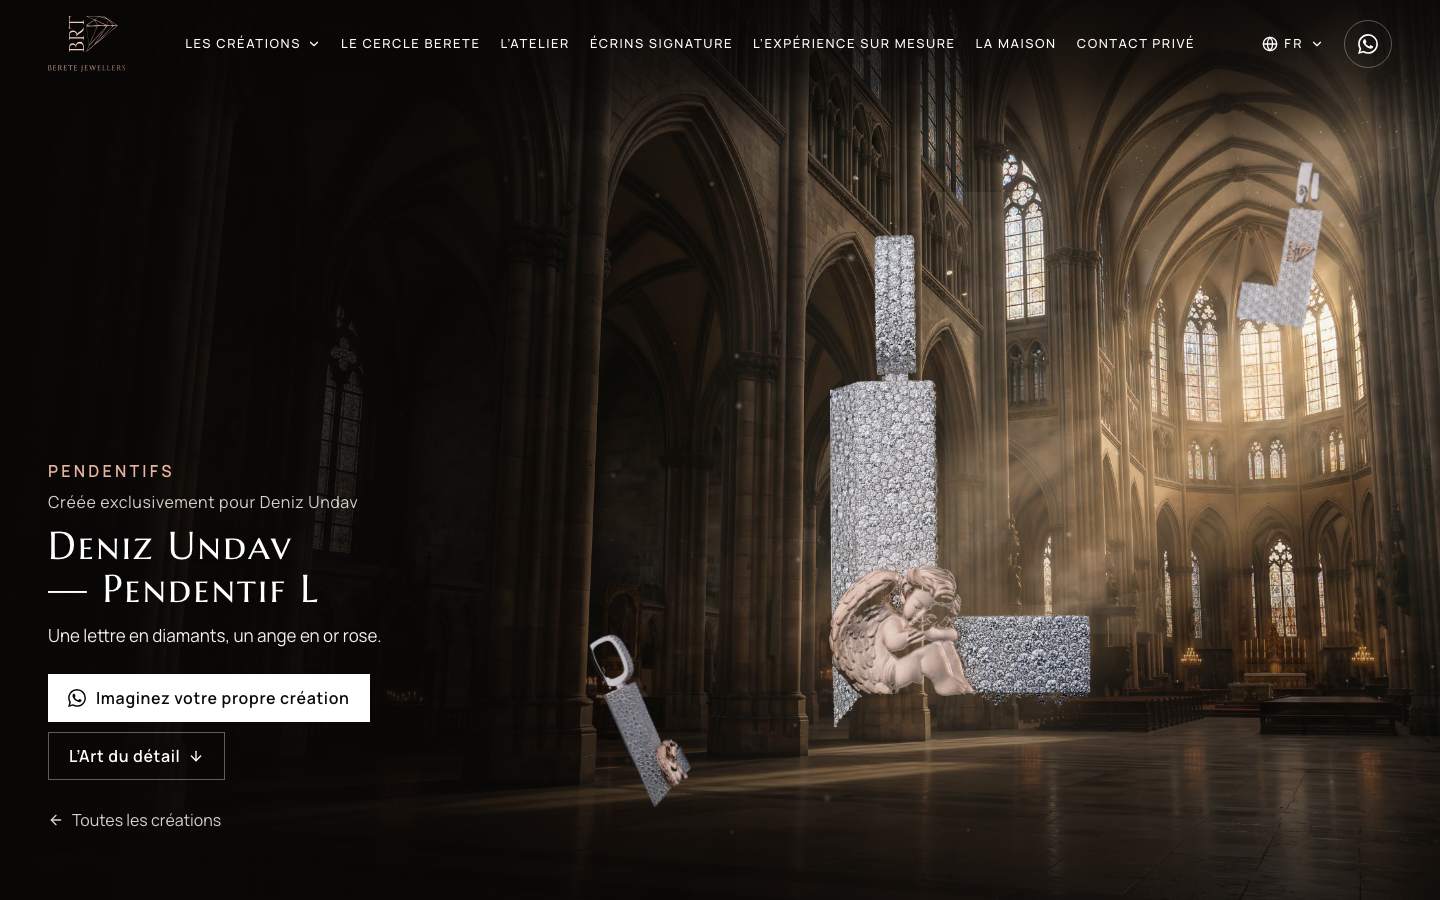 BRT
BERETE JEWELLERS
LES CRÉATIONS
LE CERCLE BERETE
L’ATELIER
ÉCRINS SIGNATURE
L’EXPÉRIENCE SUR MESURE
LA MAISON
CONTACT PRIVÉ
FR
PENDENTIFS
Créée exclusivement pour Deniz Undav
Deniz Undav
— Pendentif L
Une lettre en diamants, un ange en or rose.
Imaginez votre propre création
L’Art du détail ↓
← Toutes les créations